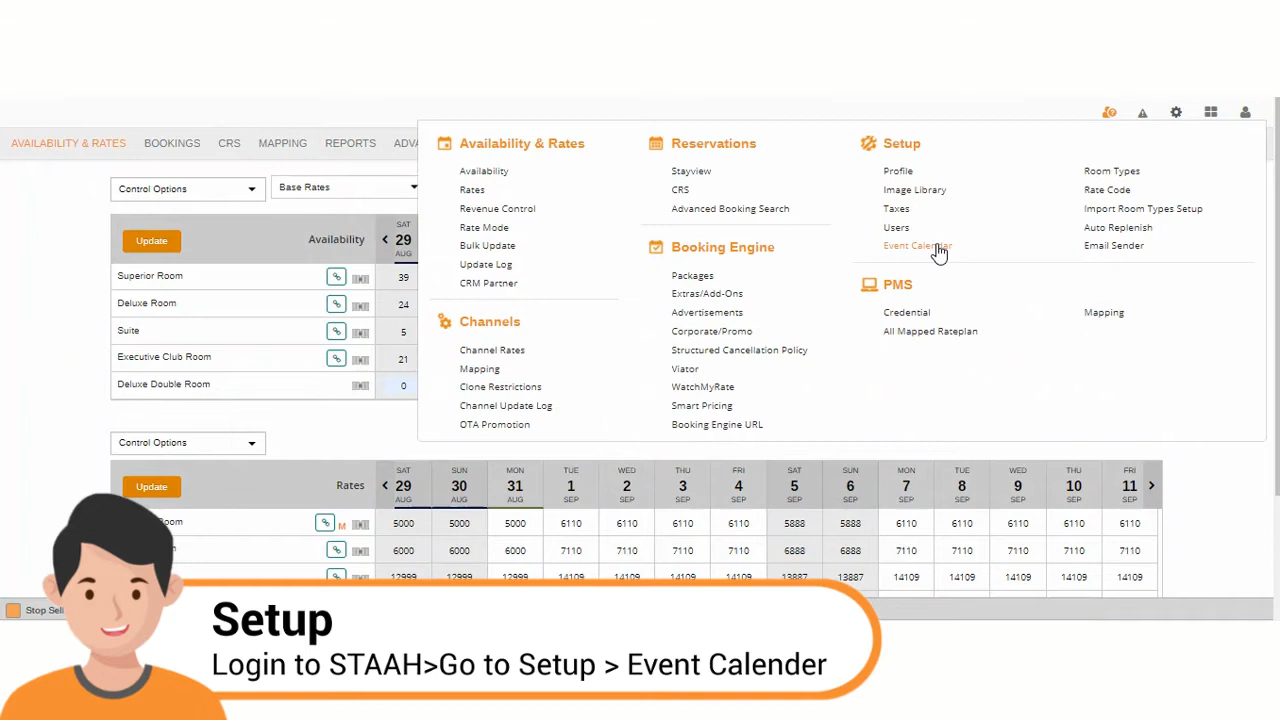 AVAILABILITY & RATES BOOKINGS CRS MAPPING REPORTS ADVA
Control Options
Base Rates
Update
Availability
SAT
29
AUG
Superior Room 39
Deluxe Room 24
Suite 5
Executive Club Room 21
Deluxe Double Room 0
Availability & Rates
Availability
Rates
Revenue Control
Rate Mode
Bulk Update
Update Log
CRM Partner
Channels
Channel Rates
Mapping
Clone Restrictions
Channel Update Log
OTA Promotion
Reservations
Stayview
CRS
Advanced Booking Search
Booking Engine
Packages
Extras/Add-Ons
Advertisements
Corporate/Promo
Structured Cancellation Policy
Viator
WatchMyRate
Smart Pricing
Booking Engine URL
Setup
Profile
Image Library
Taxes
Users
Event Calendar
Room Types
Rate Code
Import Room Types Setup
Auto Replenish
Email Sender
PMS
Credential
All Mapped Rateplan
Mapping
Control Options
Update
Rates
SAT SUN MON TUE WED THU FRI SAT SUN MON TUE WED THU FRI
29 30 31 1 2 3 4 5 6 7 8 9 10 11
AUG AUG AUG SEP SEP SEP SEP SEP SEP SEP SEP SEP SEP SEP
Room M 5000 5000 5000 6110 6110 6110 6110 5888 5888 6110 6110 6110 6110 6110
6000 6000 6000 7110 7110 7110 7110 6888 6888 7110 7110 7110 7110 7110
12999 12999 12999 14109 14109 14109 14109 13887 13887 14109 14109 14109 14109 14109
Stop Sell
Setup
Login to STAAH>Go to Setup > Event Calender